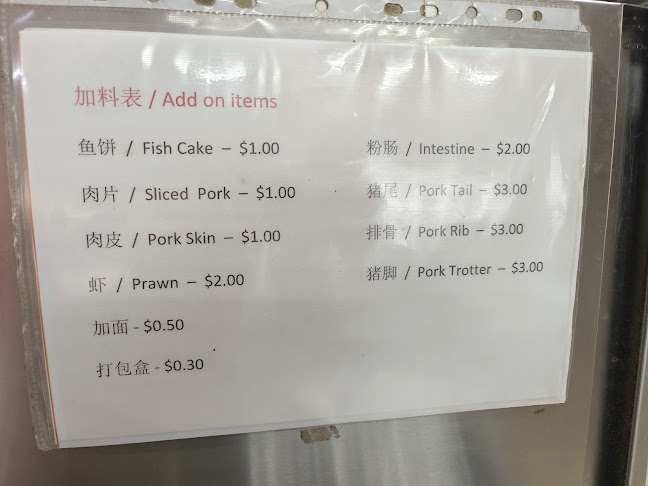 加料表 / Add on items
鱼饼 / Fish Cake – $1.00
肉片 / Sliced Pork – $1.00
肉皮 / Pork Skin – $1.00
虾 / Prawn – $2.00
加面 - $0.50
打包盒 - $0.30
粉肠 / Intestine – $2.00
猪尾 / Pork Tail – $3.00
排骨 / Pork Rib – $3.00
猪脚 / Pork Trotter – $3.00